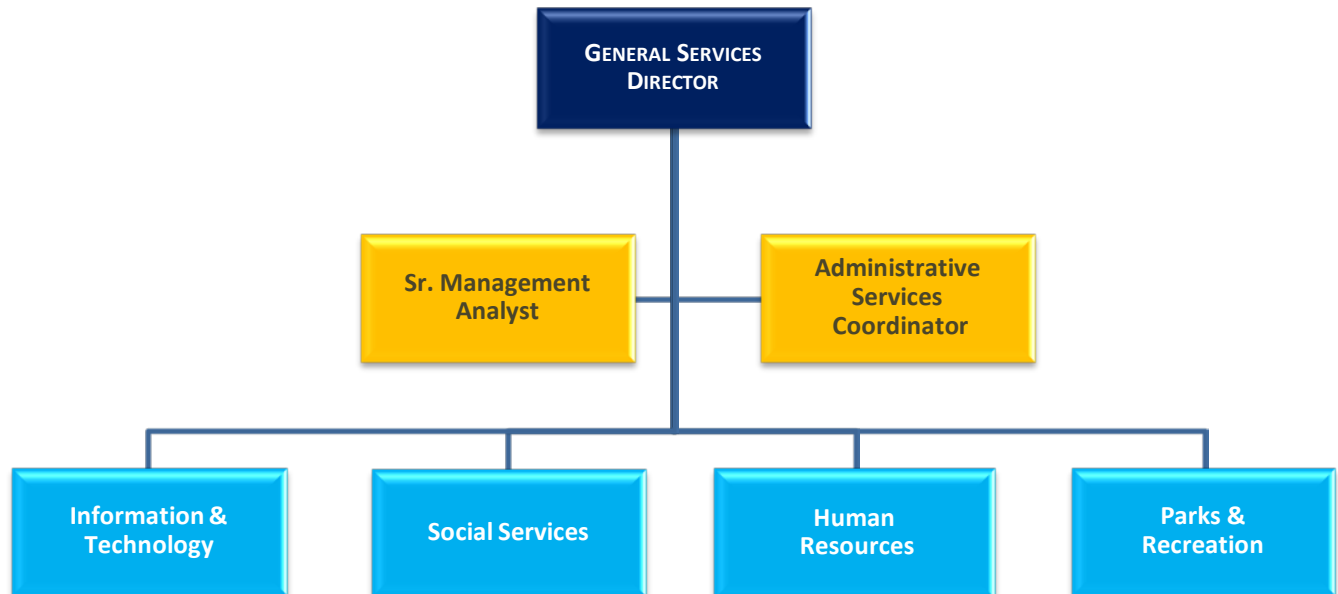 GENERAL SERVICES
DIRECTOR
Sr. Management
Analyst
Administrative
Services
Coordinator
Information &
Technology
Social Services
Human
Resources
Parks &
Recreation